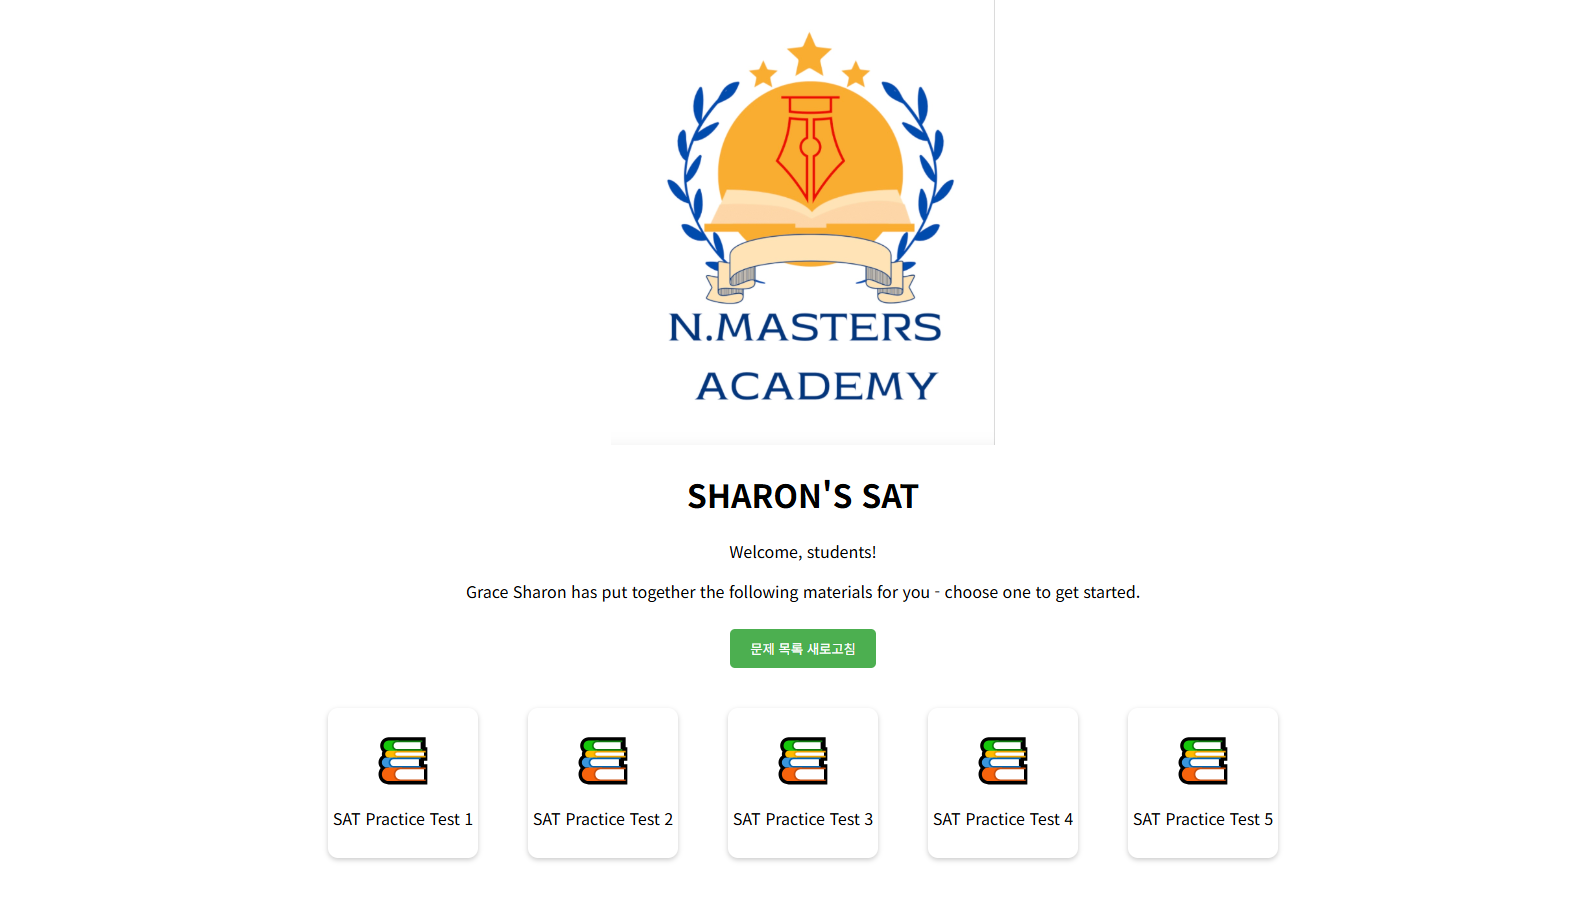 N.MASTERS
ACADEMY
SHARON'S SAT
Welcome, students!
Grace Sharon has put together the following materials for you - choose one to get started.
문제 목록 새로고침
SAT Practice Test 1
SAT Practice Test 2
SAT Practice Test 3
SAT Practice Test 4
SAT Practice Test 5